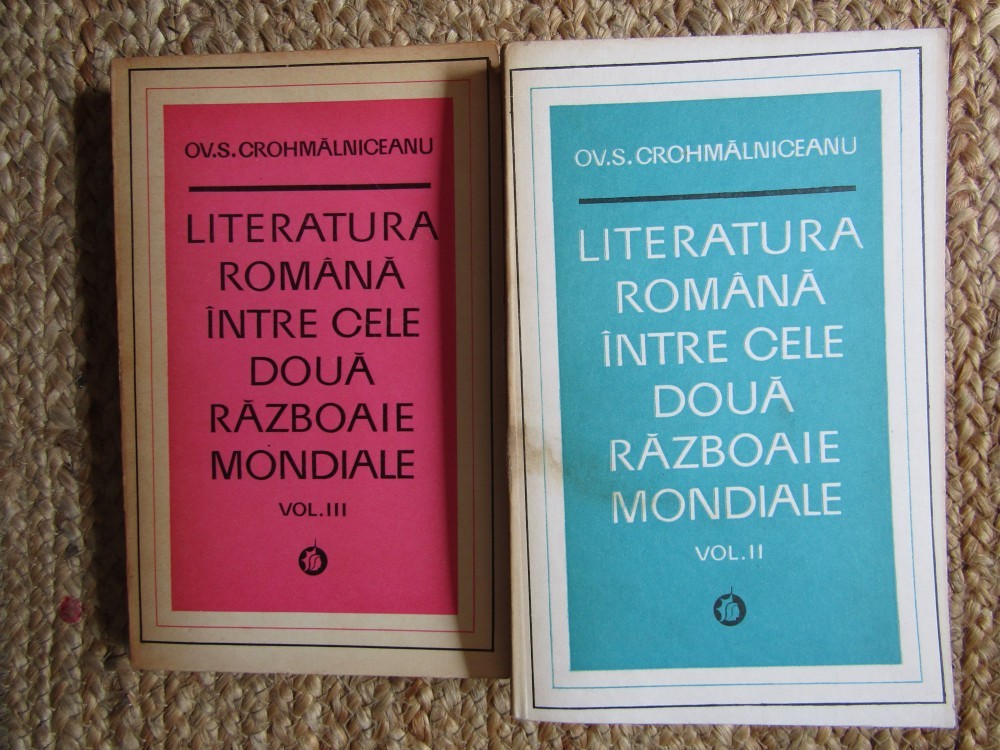 OV.S. CROHMĂLNICEANU
LITERATURA
ROMÂNĂ
ÎNTRE CELE
DOUĂ
RĂZBOAIE
MONDIALE
VOL.III
OV.S. CROHMĂLNICEANU
LITERATURA
ROMÂNĂ
ÎNTRE CELE
DOUĂ
RĂZBOAIE
MONDIALE
VOL.II